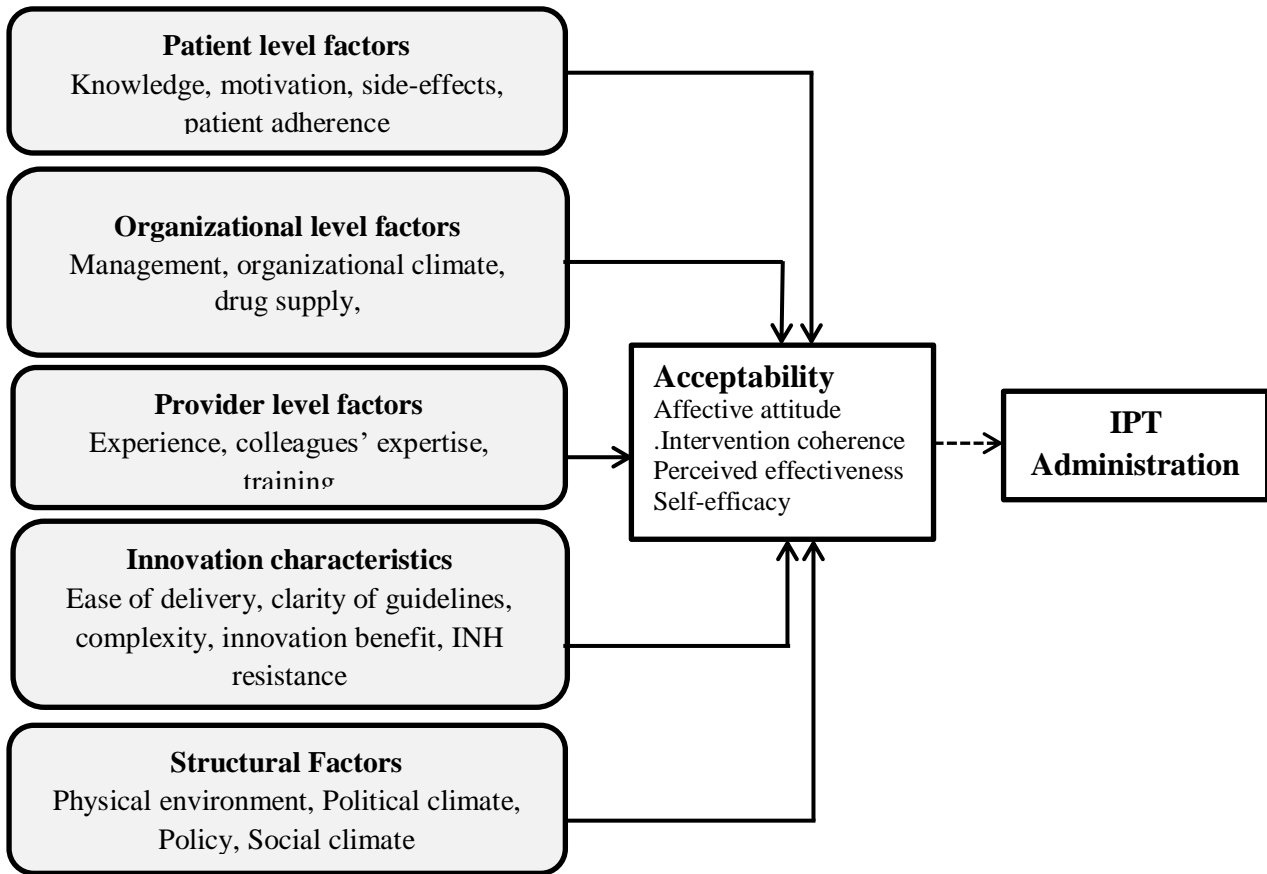 Patient level factors
Knowledge, motivation, side-effects,
patient adherence
Organizational level factors
Management, organizational climate,
drug supply,
Provider level factors
Experience, colleagues’ expertise,
training
Innovation characteristics
Ease of delivery, clarity of guidelines,
complexity, innovation benefit, INH
resistance
Structural Factors
Physical environment, Political climate,
Policy, Social climate
Acceptability
Affective attitude
.Intervention coherence
Perceived effectiveness
Self-efficacy
IPT
Administration